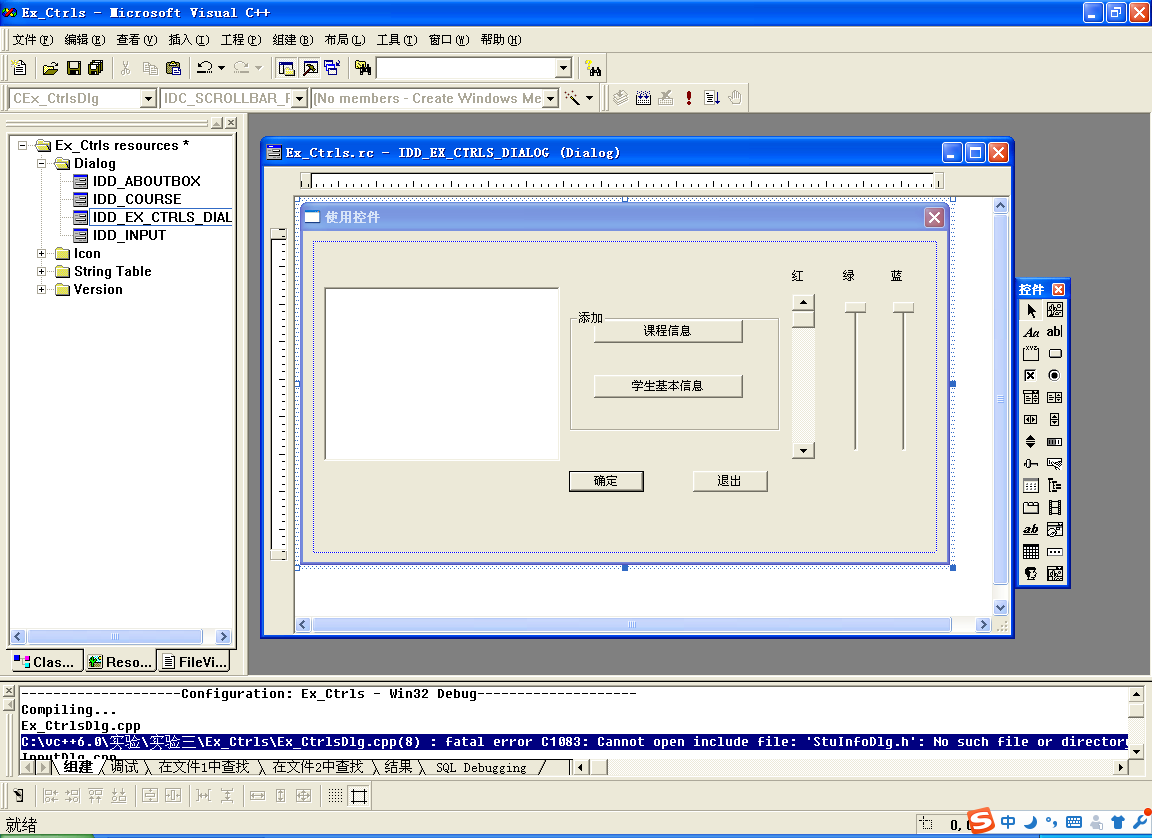 Ex_Ctrls - Microsoft Visual C++
文件(F) 编辑(E) 查看(V) 插入(I) 工程(P) 组建(B) 布局(L) 工具(T) 窗口(W) 帮助(H)
CEx_CtrlsDlg IDC_SCROLLBAR_F (No members - Create Windows Me
Ex_Ctrls resources *
Dialog
IDD_ABOUTBOX
IDD_COURSE
IDD_EX_CTRLS_DIAL
IDD_INPUT
Icon
String Table
Version
Clas... Reso... FileVi...
Ex_Ctrls.rc - IDD_EX_CTRLS_DIALOG (Dialog)
使用控件
红 绿 蓝
添加
课程信息
学生基本信息
确定 退出
控件
Aa ab|
xyz
ab
--------------------Configuration: Ex_Ctrls - Win32 Debug--------------------
Compiling...
Ex_CtrlsDlg.cpp
C:\vc++6.0\实验\实验三\Ex_Ctrls\Ex_CtrlsDlg.cpp(8) : fatal error C1083: Cannot open include file: 'StuInfoDlg.h': No such file or directory
InputDlg.cpp
组建 调试 在文件1中查找 在文件2中查找 结果 SQL Debugging
就绪
0, 0
S 中